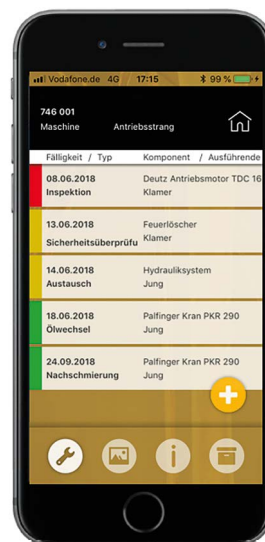 Vodafone.de 4G 17:15 99 %
746 001
Maschine Antriebsstrang
Fälligkeit / Typ Komponent / Ausführende
08.06.2018 Deutz Antriebsmotor TDC 16
Inspektion Klamer
13.06.2018 Feuerlöscher
Sicherheitsüberprüfu Klamer
14.06.2018 Hydrauliksystem
Austausch Jung
18.06.2018 Palfinger Kran PKR 290
Ölwechsel Jung
24.09.2018 Palfinger Kran PKR 290
Nachschmierung Jung